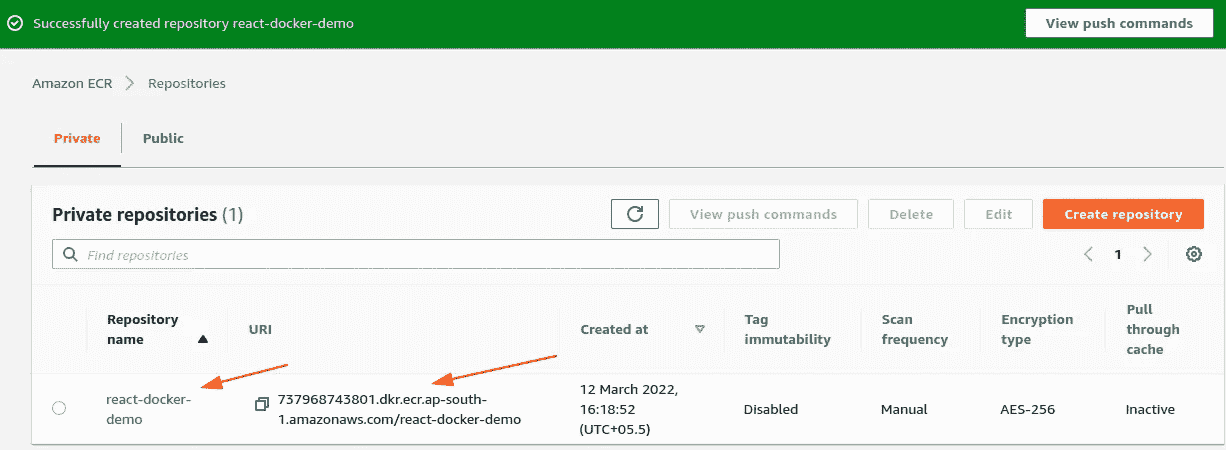 Successfully created repository react-docker-demo
View push commands
Amazon ECR
Repositories
Private
Public
Private repositories (1)
View push commands
Delete
Edit
Create repository
Find repositories
1
Repository
name
URI
Created at
Tag
immutability
Scan
frequency
Encryption
type
Pull
through
cache
react-docker-
demo
737968743801.dkr.ecr.ap-south-
1.amazonaws.com/react-docker-demo
12 March 2022,
16:18:52
(UTC+05.5)
Disabled
Manual
AES-256
Inactive